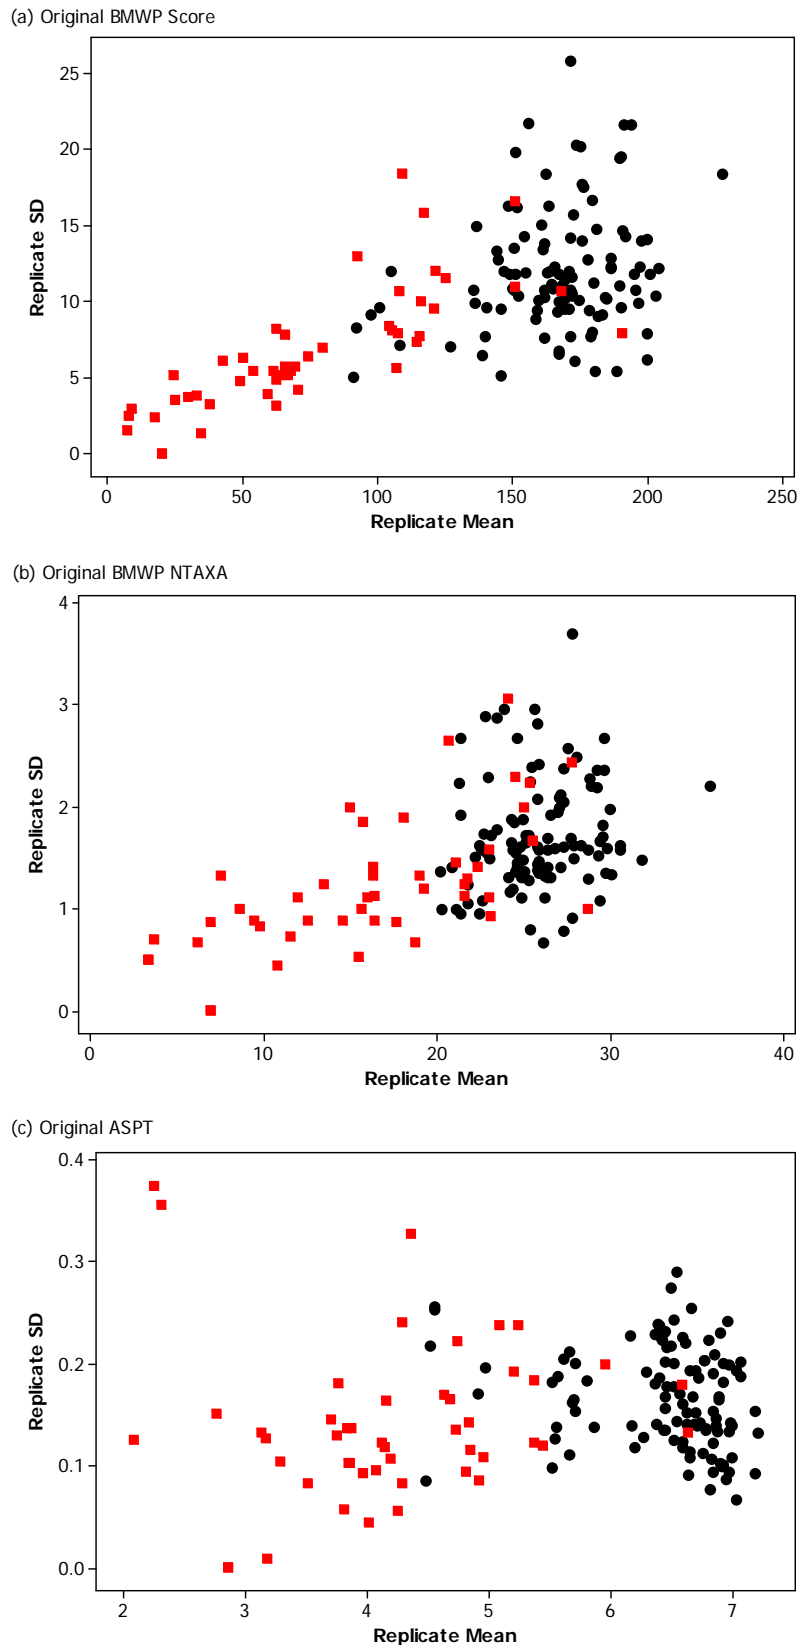 (a) Original BMWP Score
25
20
15
10
5
0
Replicate SD
0 50 100 150 200 250
Replicate Mean
(b) Original BMWP NTAXA
4
3
2
1
0
Replicate SD
0 10 20 30 40
Replicate Mean
(c) Original ASPT
0.4
0.3
0.2
0.1
0.0
Replicate SD
2 3 4 5 6 7
Replicate Mean